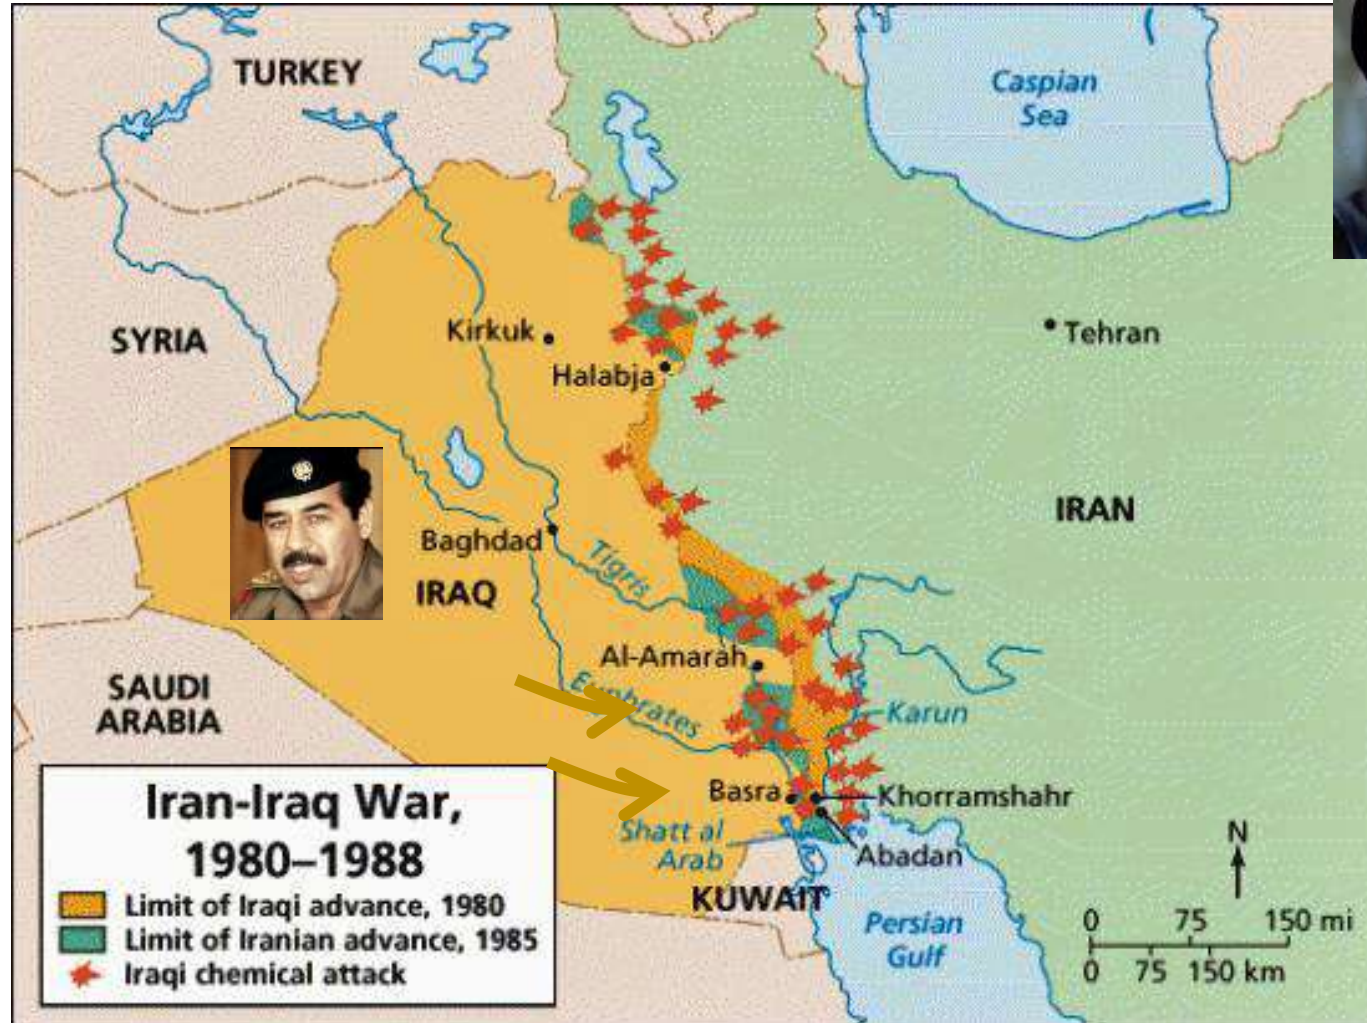 TURKEY
Caspian
Sea
SYRIA
Kirkuk
Halabja
Tehran
IRAN
Baghdad
Tigris
IRAQ
Al-Amarah
SAUDI
ARABIA
Euphrates
Karun
Basra
Khorramshahr
Shatt al
Arab
Abadan
KUWAIT
Persian
Gulf
N
0 75 150 mi
0 75 150 km
Iran-Iraq War,
1980–1988
Limit of Iraqi advance, 1980
Limit of Iranian advance, 1985
Iraqi chemical attack